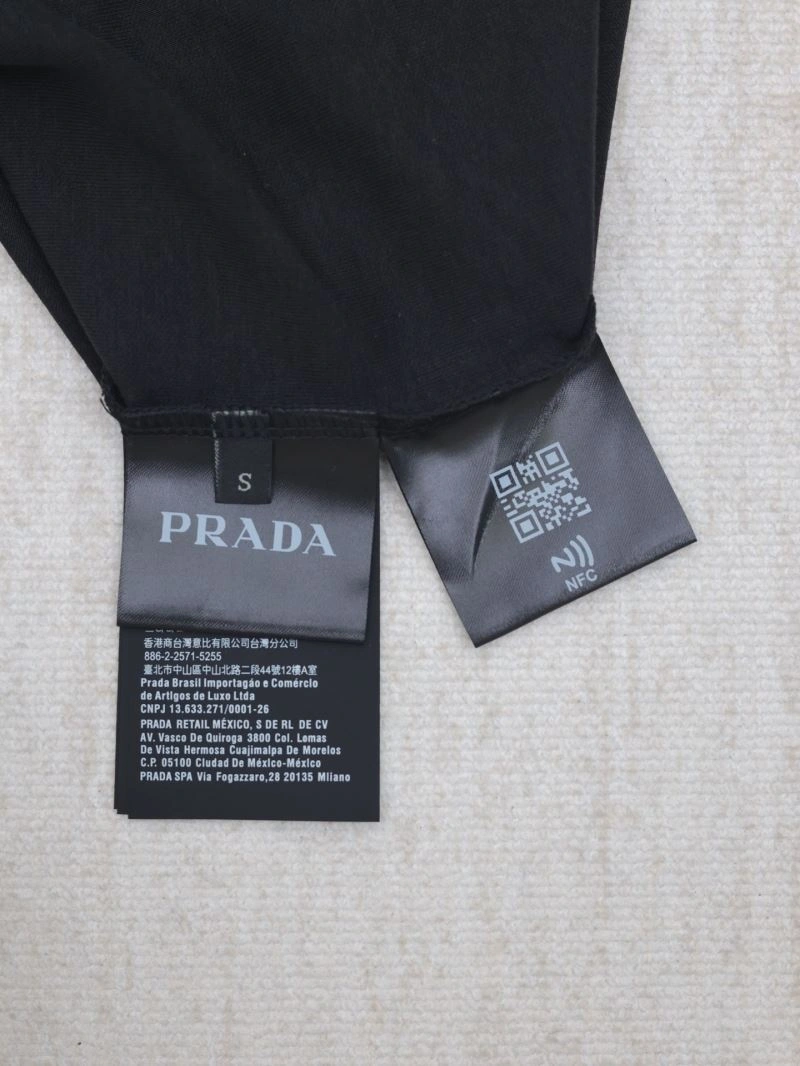 S
PRADA
NFC
香港商台灣意比有限公司台灣分公司
886-2-2571-5255
臺北市中山區中山北路二段44號12樓A室
Prada Brasil Importagão e Comércio
de Artlgos de Luxo Ltda
CNPJ 13.633.271/0001-26
PRADA RETAIL MÉXICO, S DE RL DE CV
AV. Vasco De Quiroga 3800 Col. Lomas
De Vista Hermosa Cuajimalpa De Morelos
C.P. 05100 Ciudad De México-México
PRADA SPA Via Fogazzaro,28 20135 Mliano